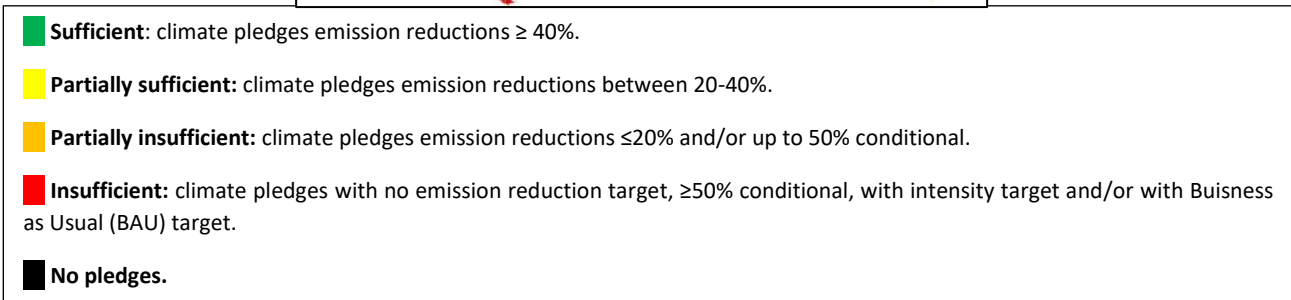 Sufficient: climate pledges emission reductions ≥ 40%.
Partially sufficient: climate pledges emission reductions between 20-40%.
Partially insufficient: climate pledges emission reductions ≤20% and/or up to 50% conditional.
Insufficient: climate pledges with no emission reduction target, ≥50% conditional, with intensity target and/or with Buisness
as Usual (BAU) target.
No pledges.